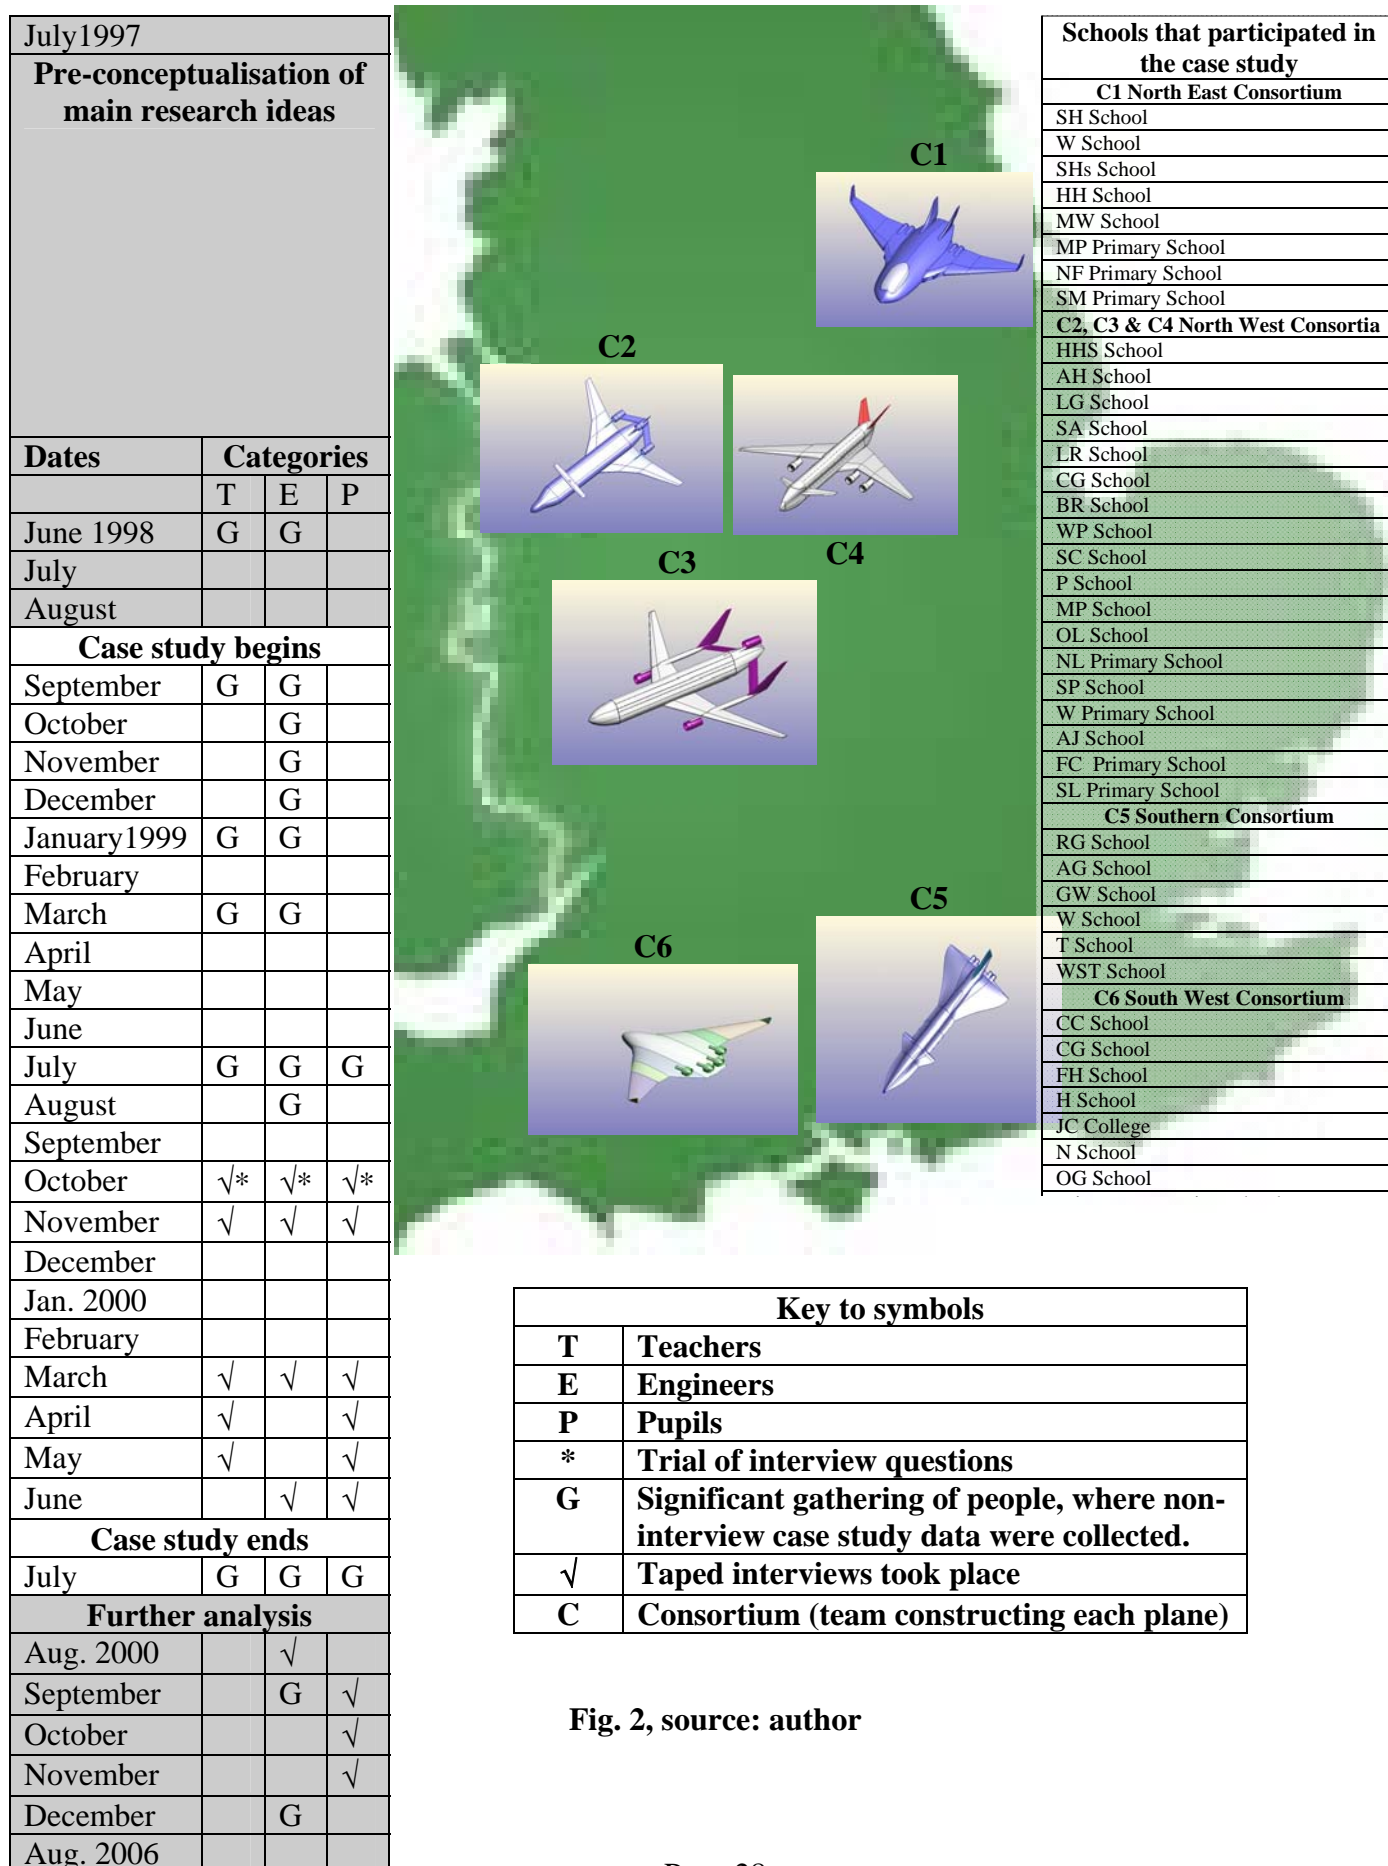 July1997
Pre-conceptualisation of
main research ideas
Dates Categories
T E P
June 1998 G G
July
August
Case study begins
September G G
October G
November G
December G
January1999 G G
February
March G G
April
May
June
July G G G
August G
September
October √* √* √*
November √ √ √
December
Jan. 2000
February
March √ √ √
April √ √
May √ √
June √ √
Case study ends
July G G G
Further analysis
Aug. 2000 √
September G √
October √
November √
December G
Aug. 2006
C1
C2
C4
C3
C5
C6
Schools that participated in
the case study
C1 North East Consortium
SH School
W School
SHs School
HH School
MW School
MP Primary School
NF Primary School
SM Primary School
C2, C3 & C4 North West Consortia
HHS School
AH School
LG School
SA School
LR School
CG School
BR School
WP School
SC School
P School
MP School
OL School
NL Primary School
SP School
W Primary School
AJ School
FC Primary School
SL Primary School
C5 Southern Consortium
RG School
AG School
GW School
W School
T School
WST School
C6 South West Consortium
CC School
CG School
FH School
H School
JC College
N School
OG School
Key to symbols
T Teachers
E Engineers
P Pupils
* Trial of interview questions
G Significant gathering of people, where non-
interview case study data were collected.
√ Taped interviews took place
C Consortium (team constructing each plane)
Fig. 2, source: author